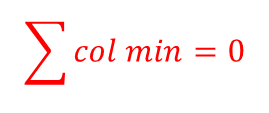 ∑ col min = 0